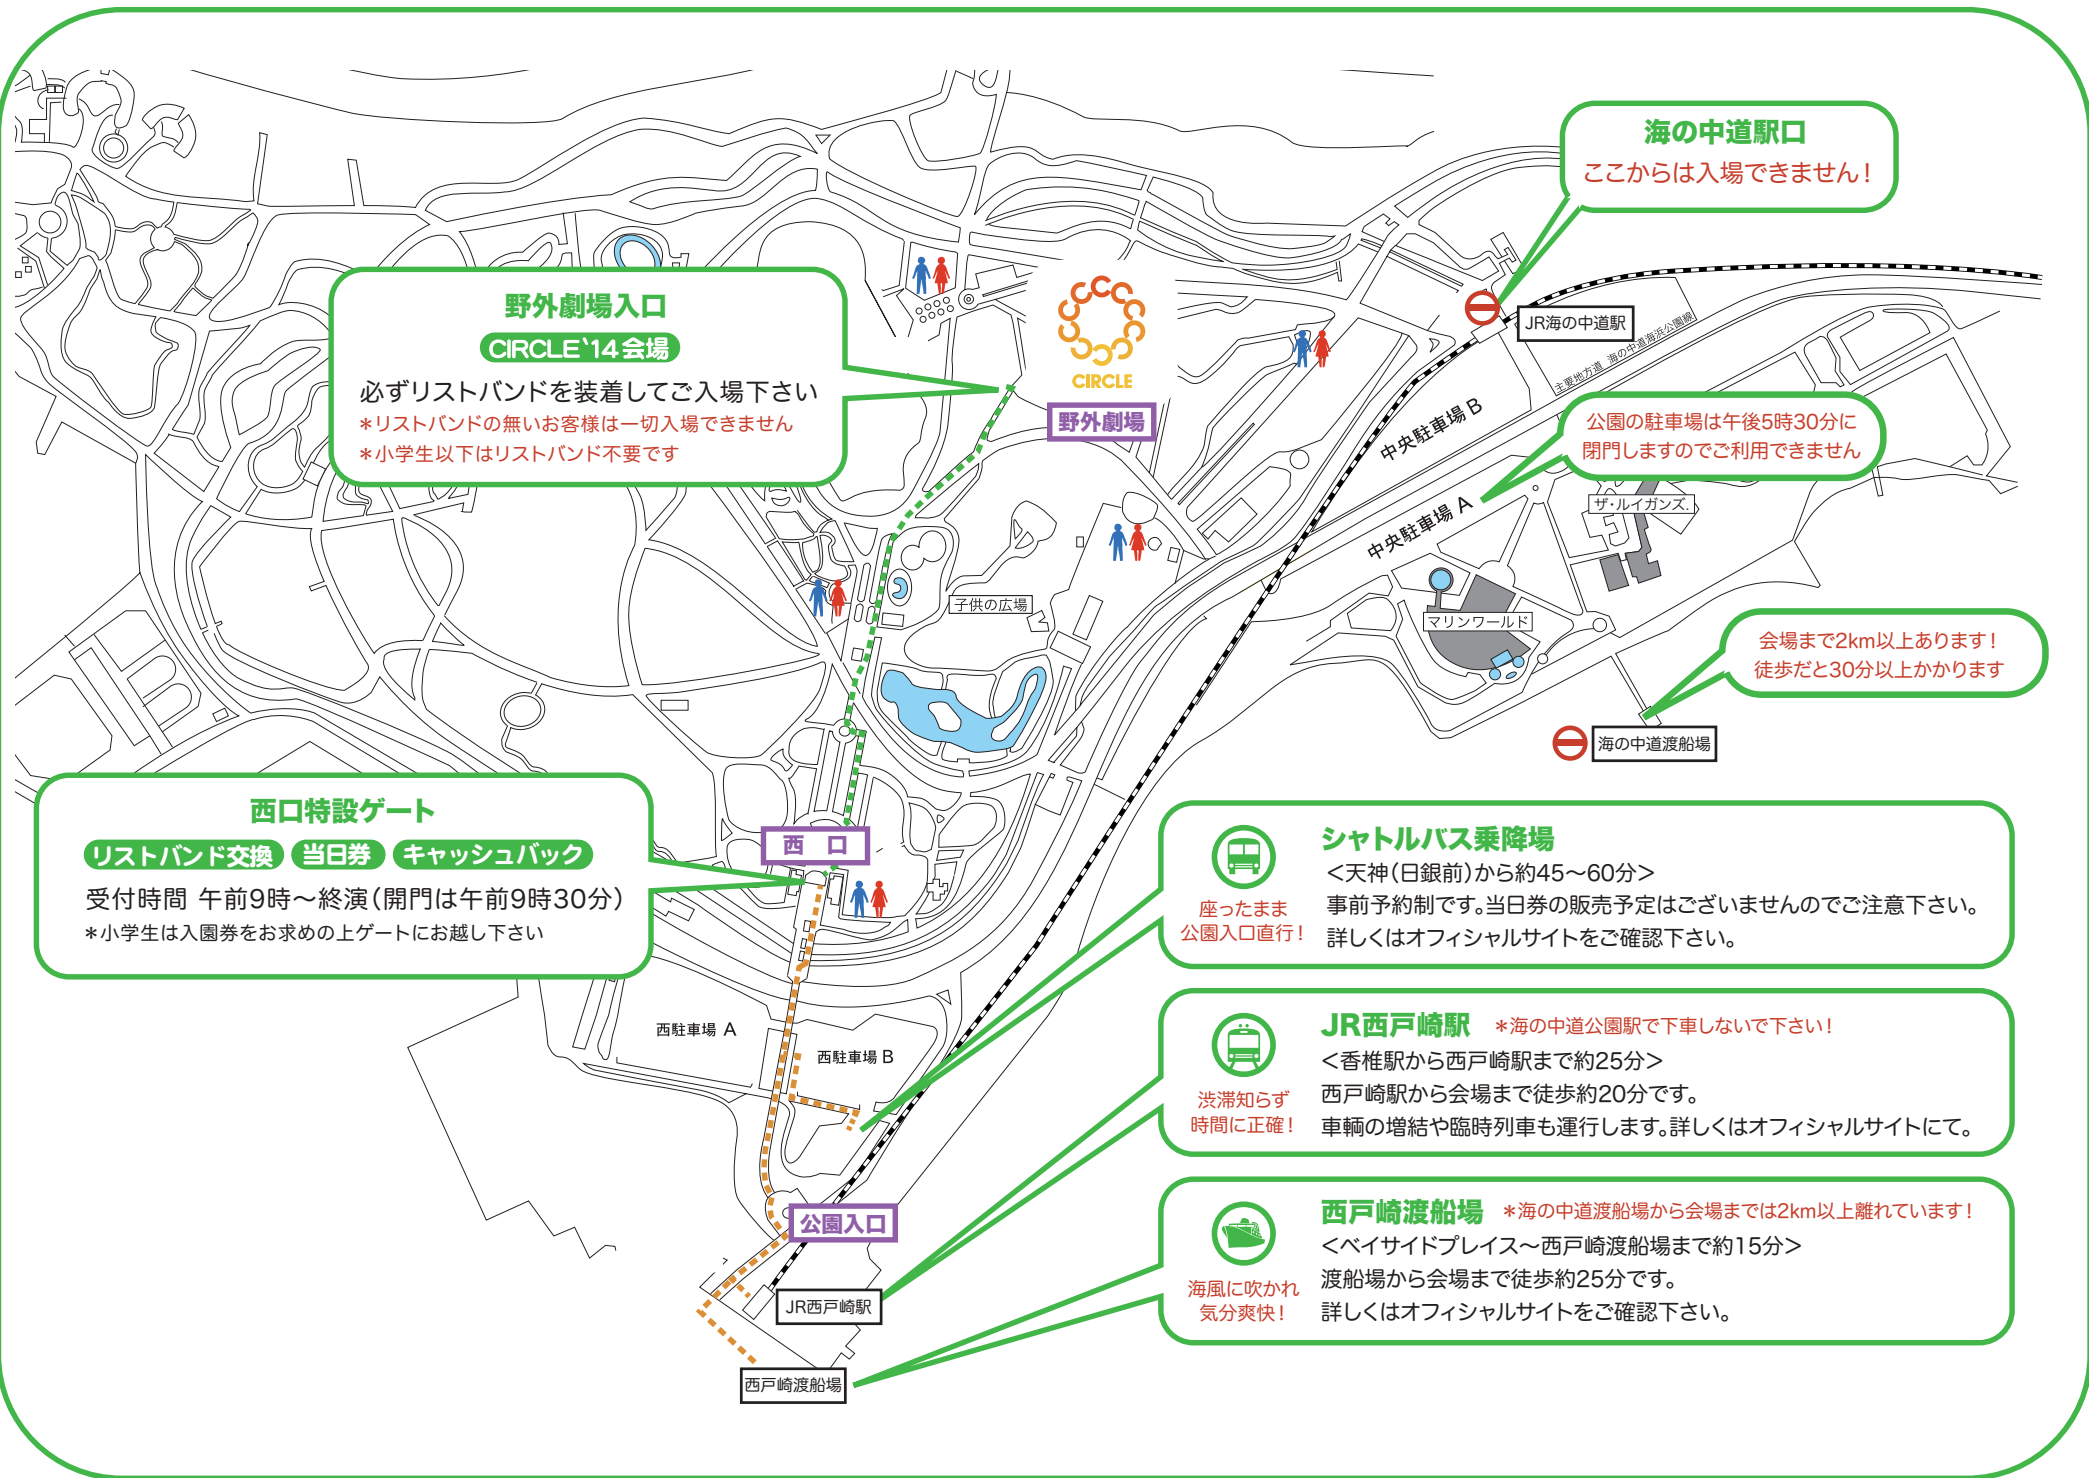 海の中道駅口
ここからは入場できません！
野外劇場入口
CIRCLE`14会場
必ずリストバンドを装着してご入場下さい
＊リストバンドの無いお客様は一切入場できません
＊小学生以下はリストバンド不要です
CIRCLE
野外劇場
JR海の中道駅
主要地方道 海の中道海浜公園線
中央駐車場 B
公園の駐車場は午後5時30分に
閉門しますのでご利用できません
中央駐車場 A
ザ・ルイガンズ.
子供の広場
マリンワールド
会場まで2km以上あります！
徒歩だと30分以上かかります
海の中道渡船場
西口特設ゲート
リストバンド交換 当日券 キャッシュバック
受付時間 午前9時〜終演（開門は午前9時30分）
＊小学生は入園券をお求めの上ゲートにお越し下さい
西 口
シャトルバス乗降場
＜天神（日銀前）から約45〜60分＞
事前予約制です。当日券の販売予定はございませんのでご注意下さい。
詳しくはオフィシャルサイトをご確認下さい。
座ったまま
公園入口直行！
西駐車場 A
西駐車場 B
JR西戸崎駅 ＊海の中道公園駅で下車しないで下さい！
＜香椎駅から西戸崎駅まで約25分＞
西戸崎駅から会場まで徒歩約20分です。
車輌の増結や臨時列車も運行します。詳しくはオフィシャルサイトにて。
渋滞知らず
時間に正確！
公園入口
西戸崎渡船場 ＊海の中道渡船場から会場までは2km以上離れています！
＜ベイサイドプレイス〜西戸崎渡船場まで約15分＞
渡船場から会場まで徒歩約25分です。
詳しくはオフィシャルサイトをご確認下さい。
海風に吹かれ
気分爽快！
JR西戸崎駅
西戸崎渡船場